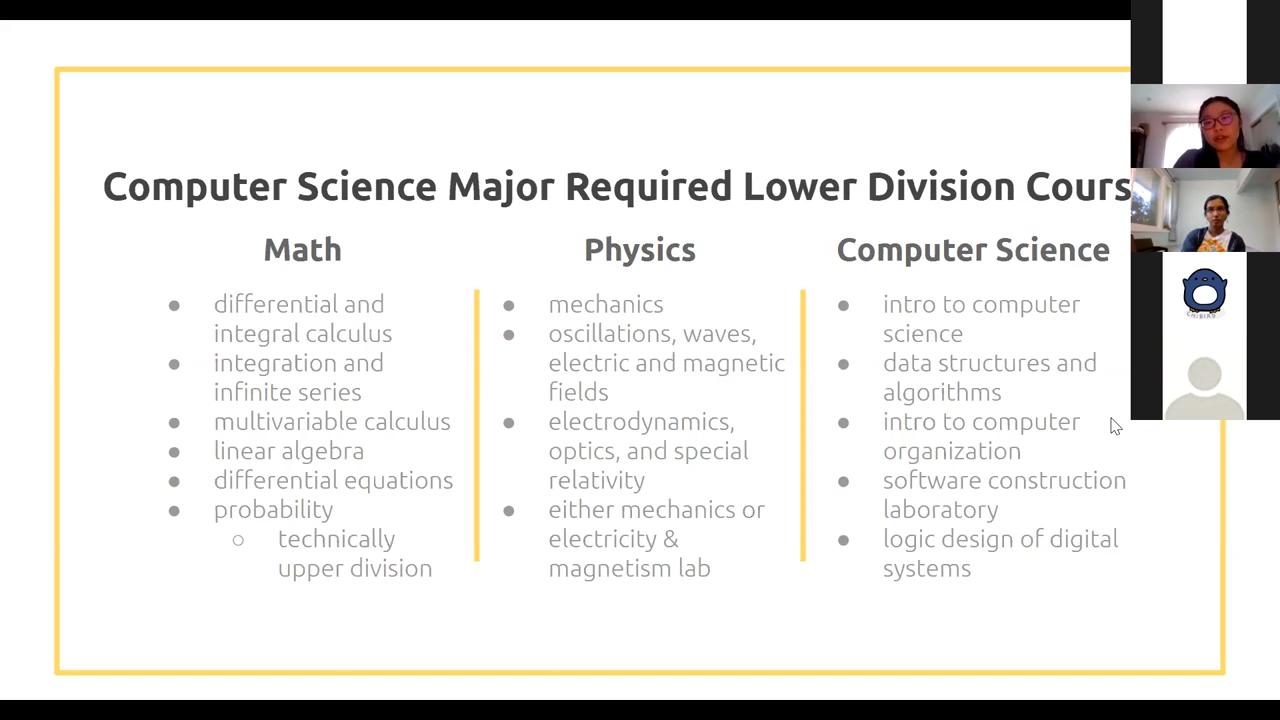 Computer Science Major Required Lower Division Cours
Math
differential and
integral calculus
integration and
infinite series
multivariable calculus
linear algebra
differential equations
probability
technically
upper division
Physics
mechanics
oscillations, waves,
electric and magnetic
fields
electrodynamics,
optics, and special
relativity
either mechanics or
electricity &
magnetism lab
Computer Science
intro to computer
science
data structures and
algorithms
intro to computer
organization
software construction
laboratory
logic design of digital
systems